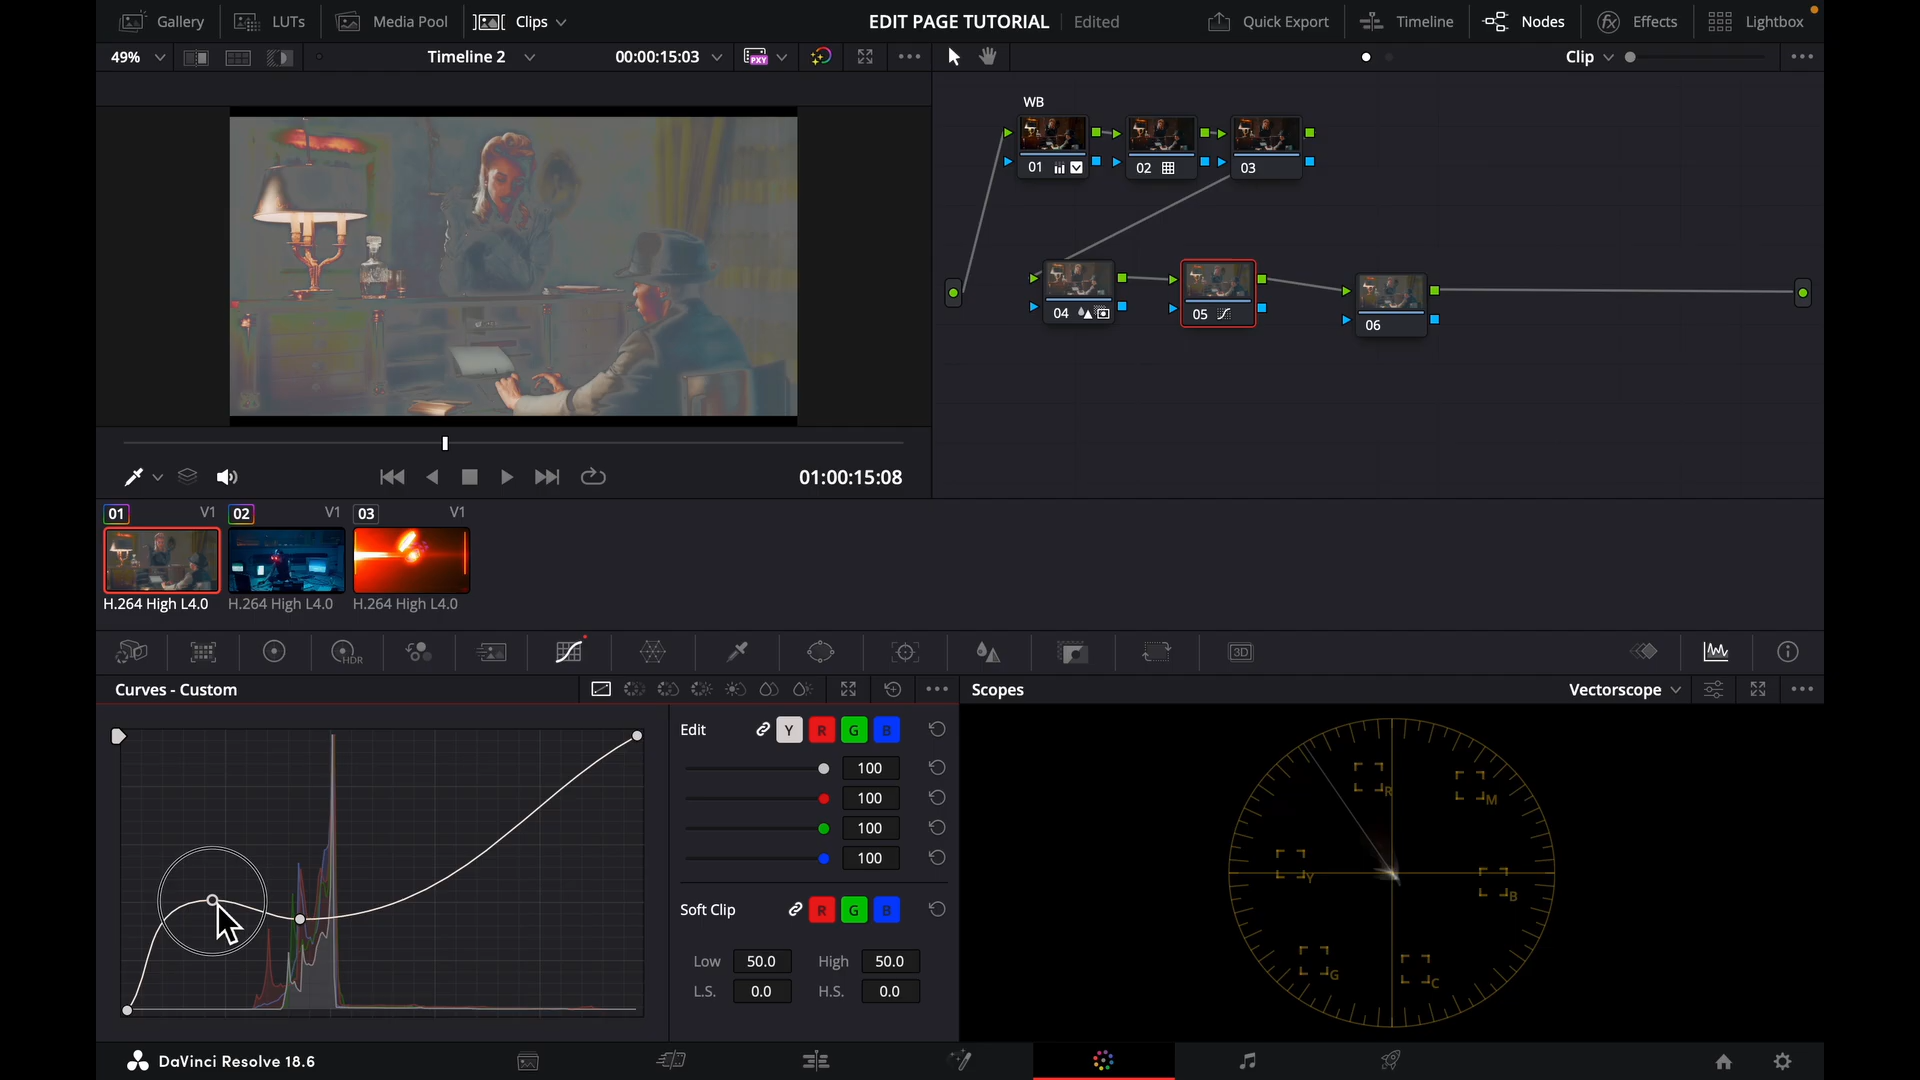 Gallery
LUTs
Media Pool
Clips
EDIT PAGE TUTORIAL
Edited
Quick Export
Timeline
Nodes
Effects
Lightbox
49%
Timeline 2
00:00:15:03
PXY
Clip
WB
01
02
03
04
05
06
01:00:15:08
01 V1
02 V1
03 V1
H.264 High L4.0
H.264 High L4.0
H.264 High L4.0
HDR
3D
Curves - Custom
Scopes
Vectorscope
Edit
Y R G B
100
100
100
100
Soft Clip
R G B
Low 50.0 High 50.0
L.S. 0.0 H.S. 0.0
R
M
Y
B
G
C
DaVinci Resolve 18.6